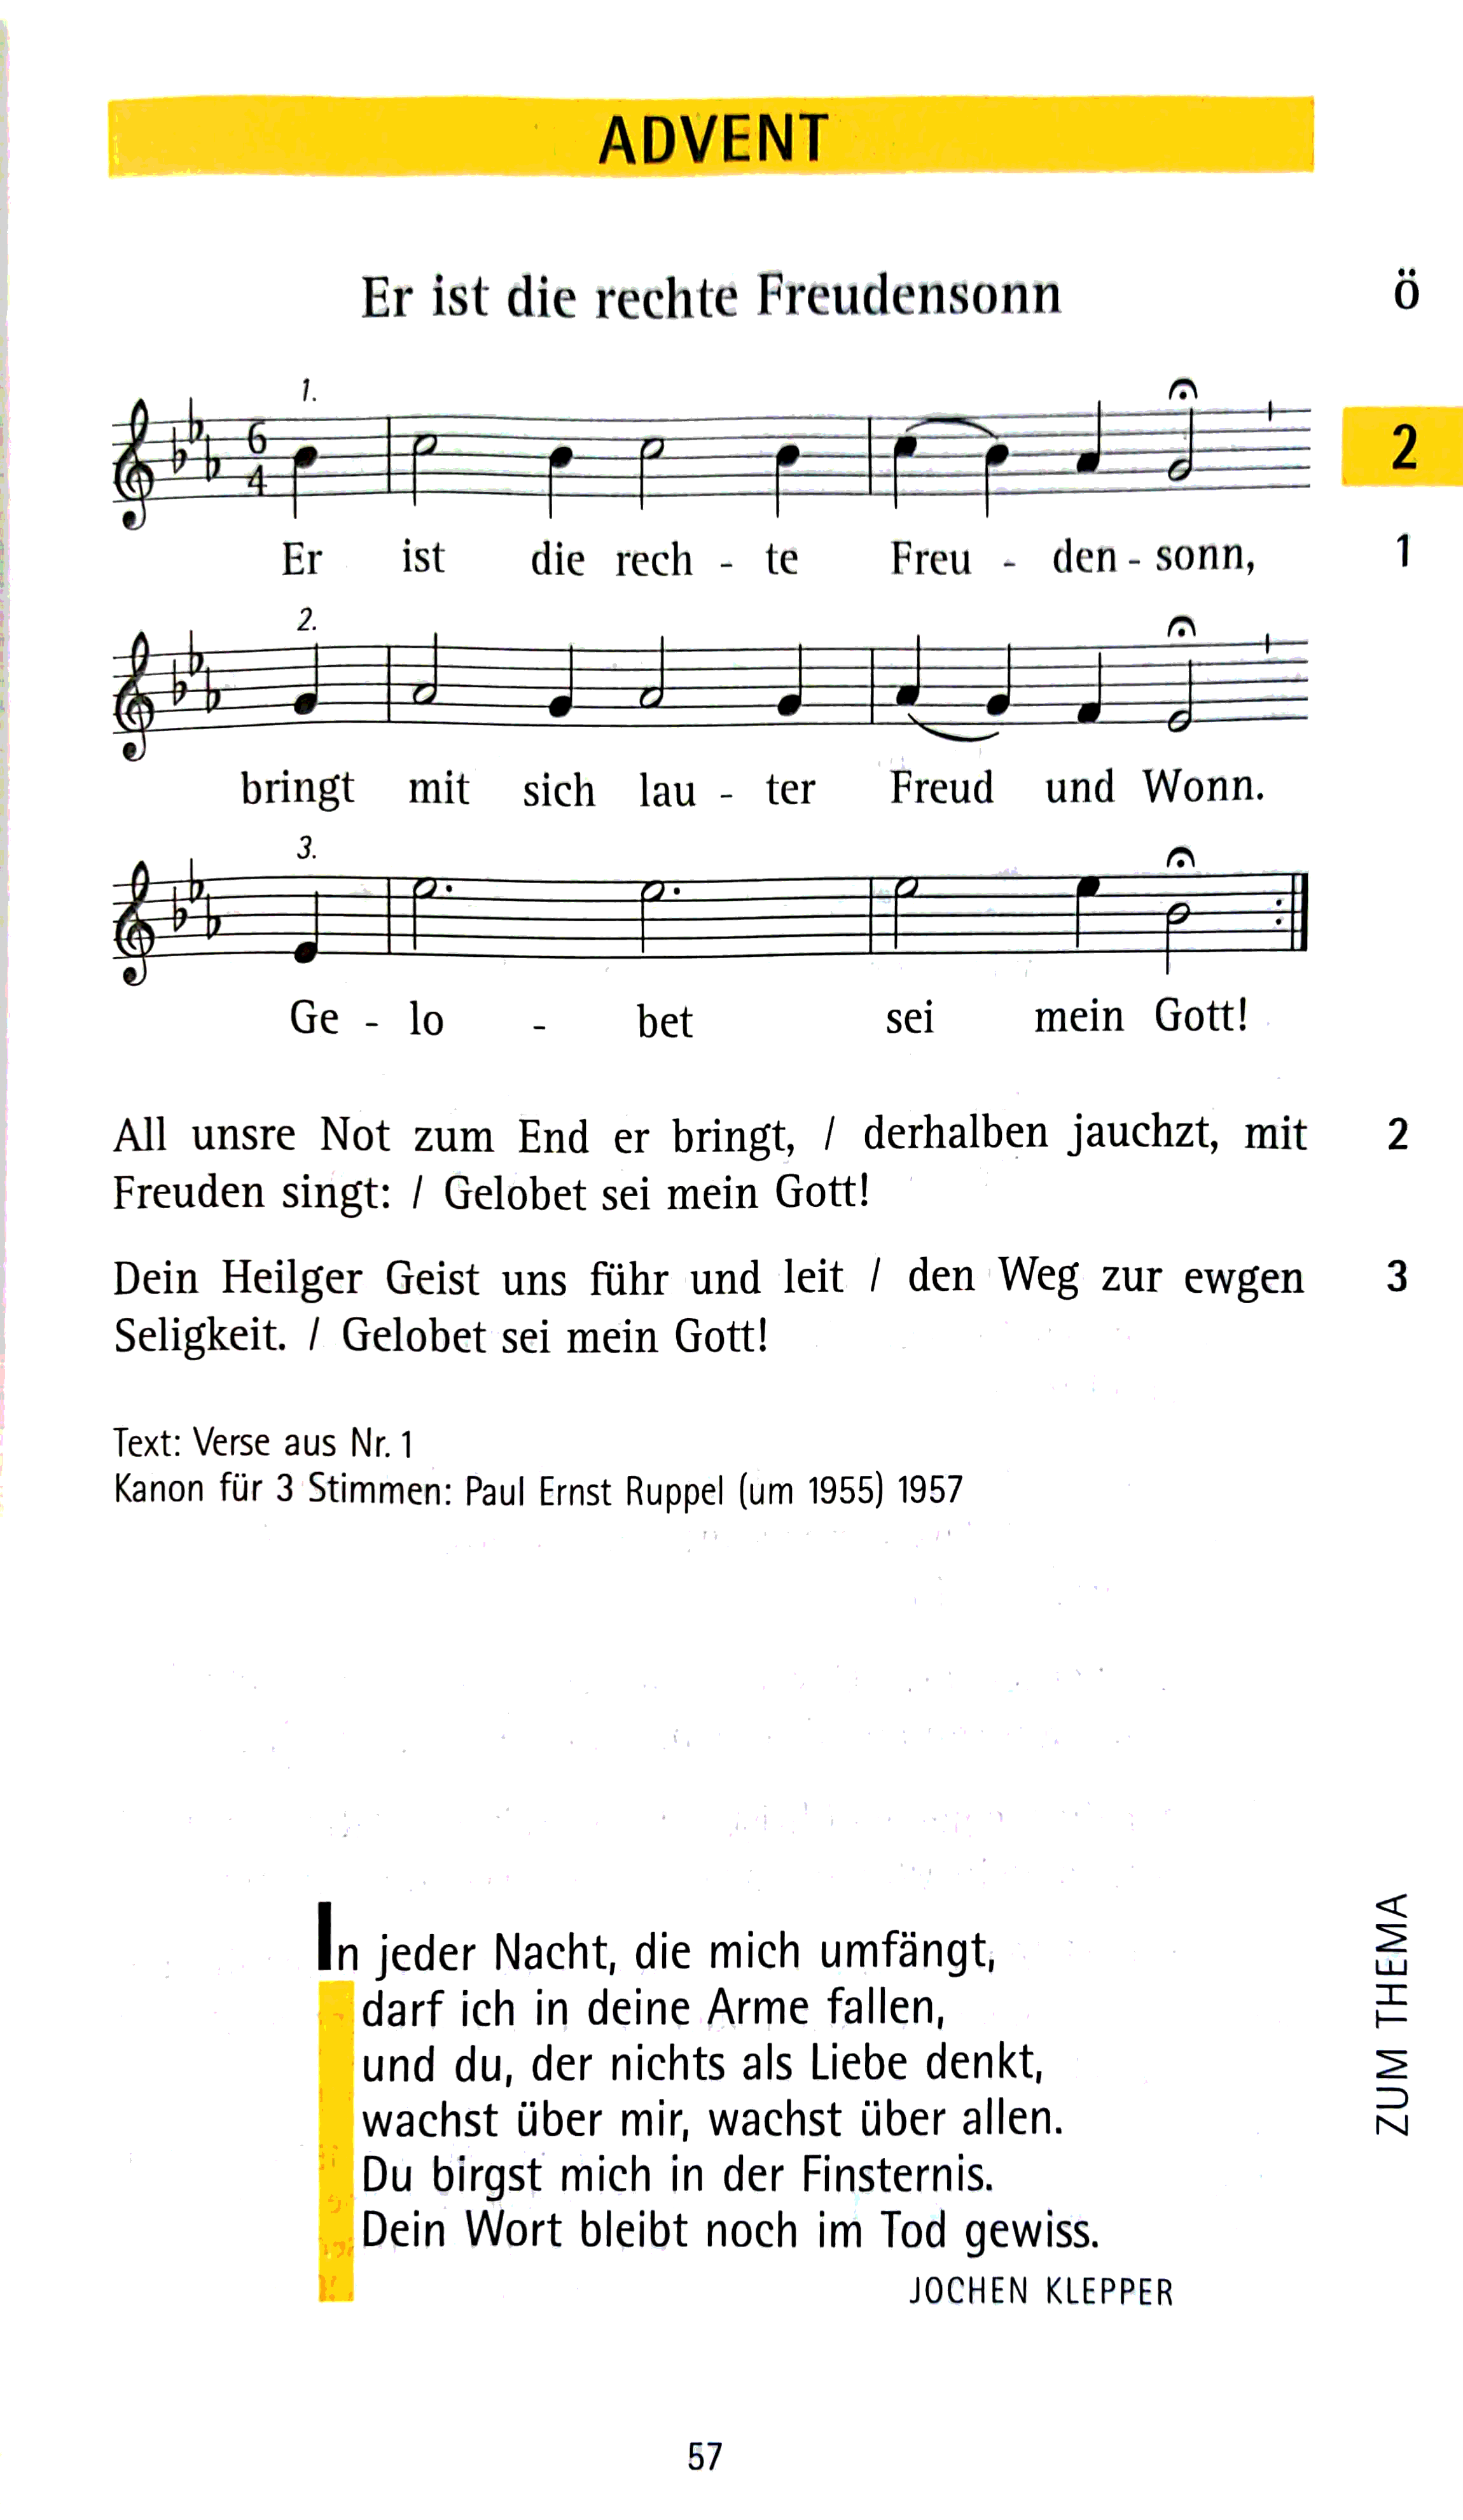 ADVENT
Er ist die rechte Freudensonn
ö
1.
6
4
2
Er ist die rech - te Freu - den - sonn,
1
2.
bringt mit sich lau - ter Freud und Wonn.
3.
Ge - lo - bet sei mein Gott!
All unsre Not zum End er bringt, / derhalben jauchzt, mit
2
Freuden singt: / Gelobet sei mein Gott!
Dein Heilger Geist uns führ und leit / den Weg zur ewgen
3
Seligkeit. / Gelobet sei mein Gott!
Text: Verse aus Nr. 1
Kanon für 3 Stimmen: Paul Ernst Ruppel (um 1955) 1957
In jeder Nacht, die mich umfängt,
darf ich in deine Arme fallen,
und du, der nichts als Liebe denkt,
wachst über mir, wachst über allen.
Du birgst mich in der Finsternis.
Dein Wort bleibt noch im Tod gewiss.
JOCHEN KLEPPER
ZUM THEMA
57